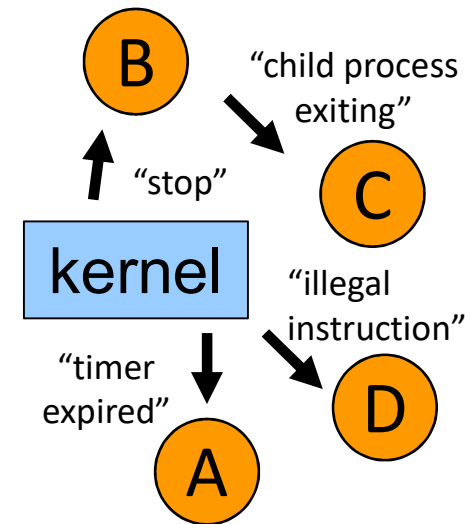 B
“child process
exiting”
“stop”
C
kernel
“illegal
instruction”
“timer
expired”
D
A